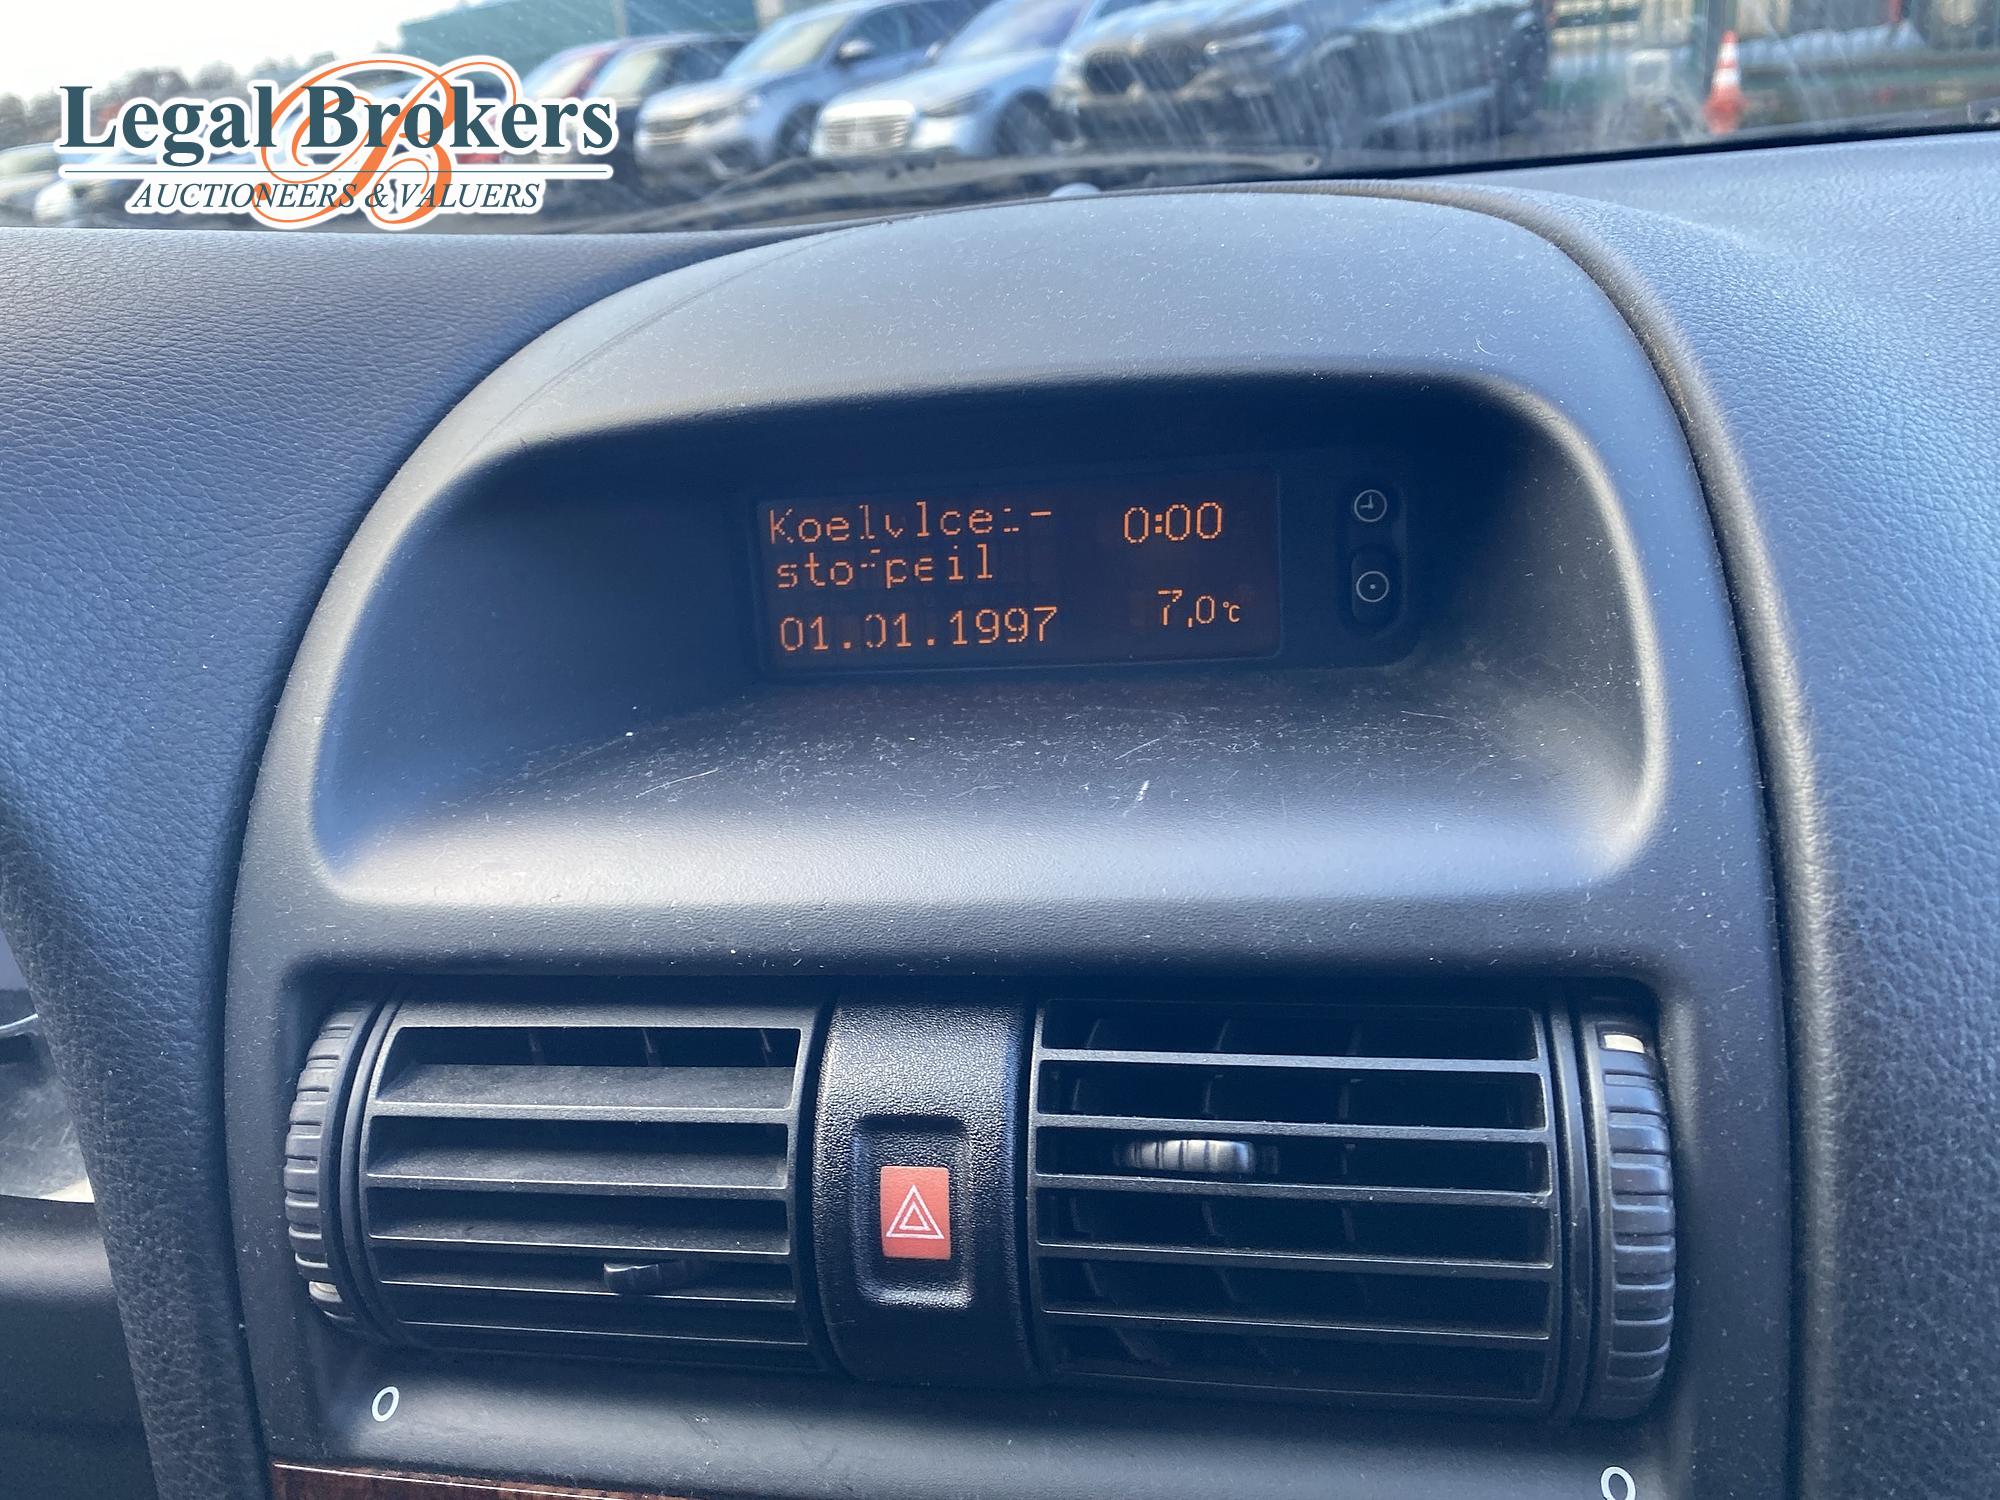 Legal Brokers
AUCTIONEERS & VALUERS
Koelvloei- 0:00
stofpeil
01.01.1997 7,0°C